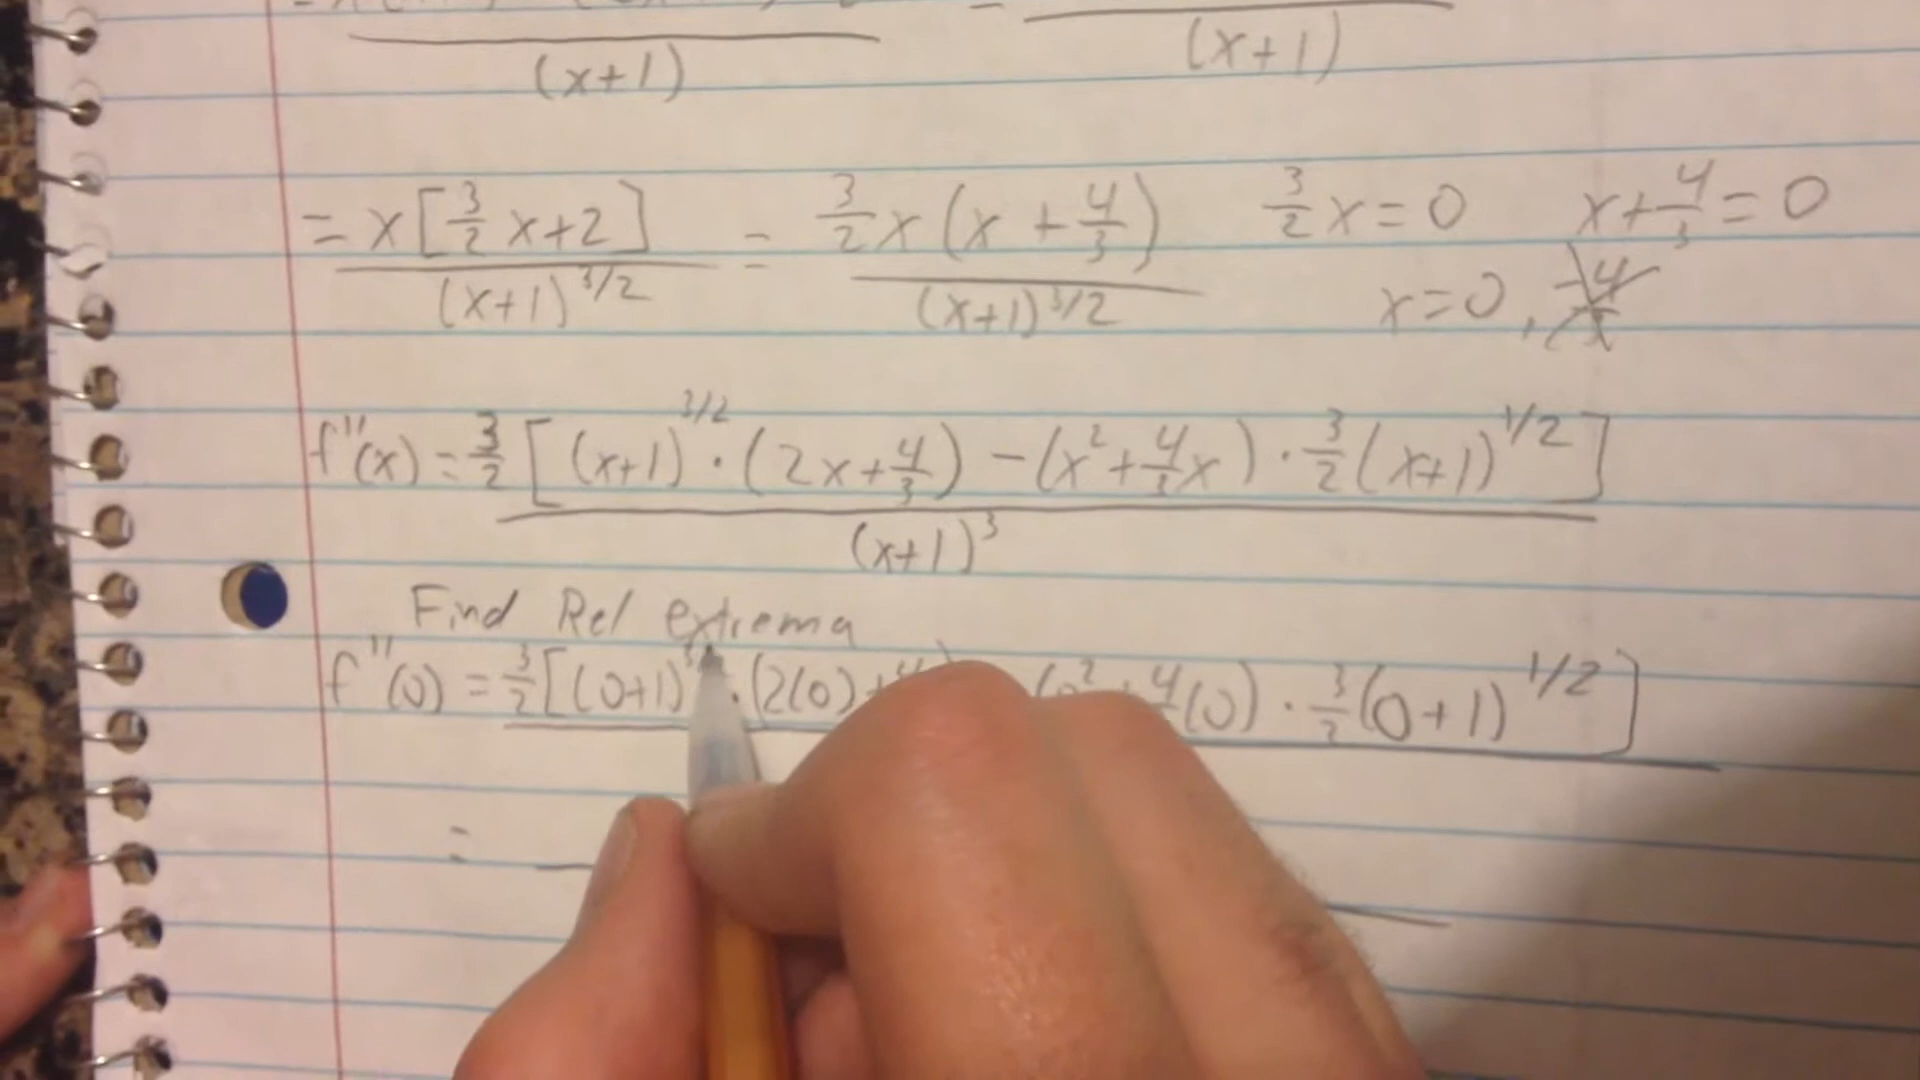 (x+1) (x+1)
= x[3/2 x+2] / (x+1)^3/2 = 3/2 x(x + 4/3) / (x+1)^3/2 3/2 x = 0 x + 4/3 = 0
x = 0,
f''(x) = 3/2 [(x+1)^3/2 · (2x + 4/3) - (x^2 + 4/3 x) · 3/2 (x+1)^1/2] / (x+1)^3
Find Rel extrema
f''(0) = 3/2 [(0+1) · (2(0) + (0) · 3/2 (0+1)^1/2]
=